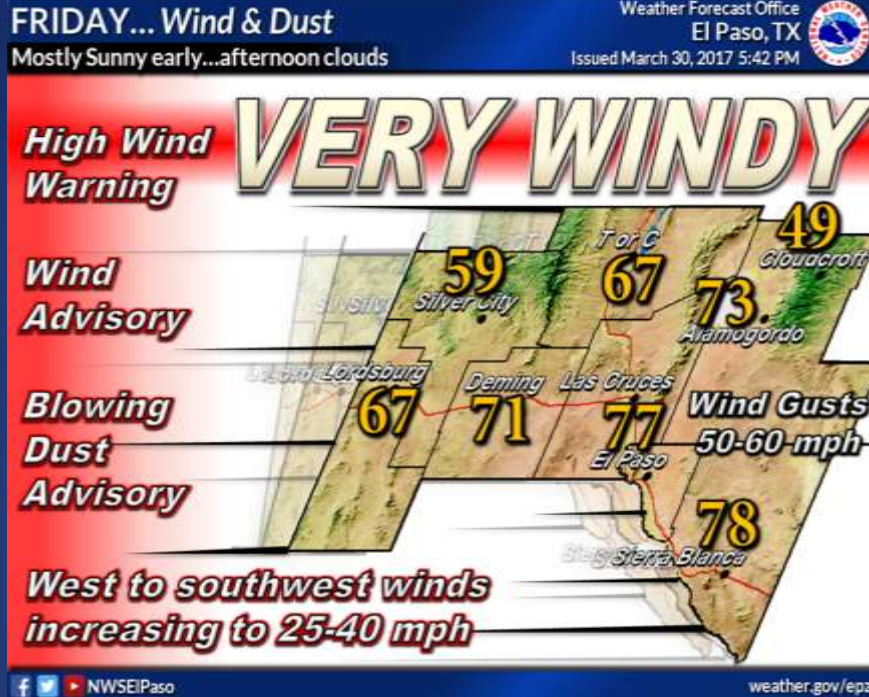 FRIDAY... Wind & Dust
Mostly Sunny early...afternoon clouds
Weather Forecast Office
El Paso, TX
Issued March 30, 2017 5:42 PM
VERY WINDY
High Wind
Warning
Wind
Advisory
Blowing
Dust
Advisory
49
Cloudcroft
T or C
67
59
Silver City
73
Alamogordo
Lordsburg
67
Deming
71
Las Cruces
77
El Paso
Wind Gusts
50-60 mph
78
Sierra Blanca
West to southwest winds
increasing to 25-40 mph
NWSElPaso
weather.gov/epz